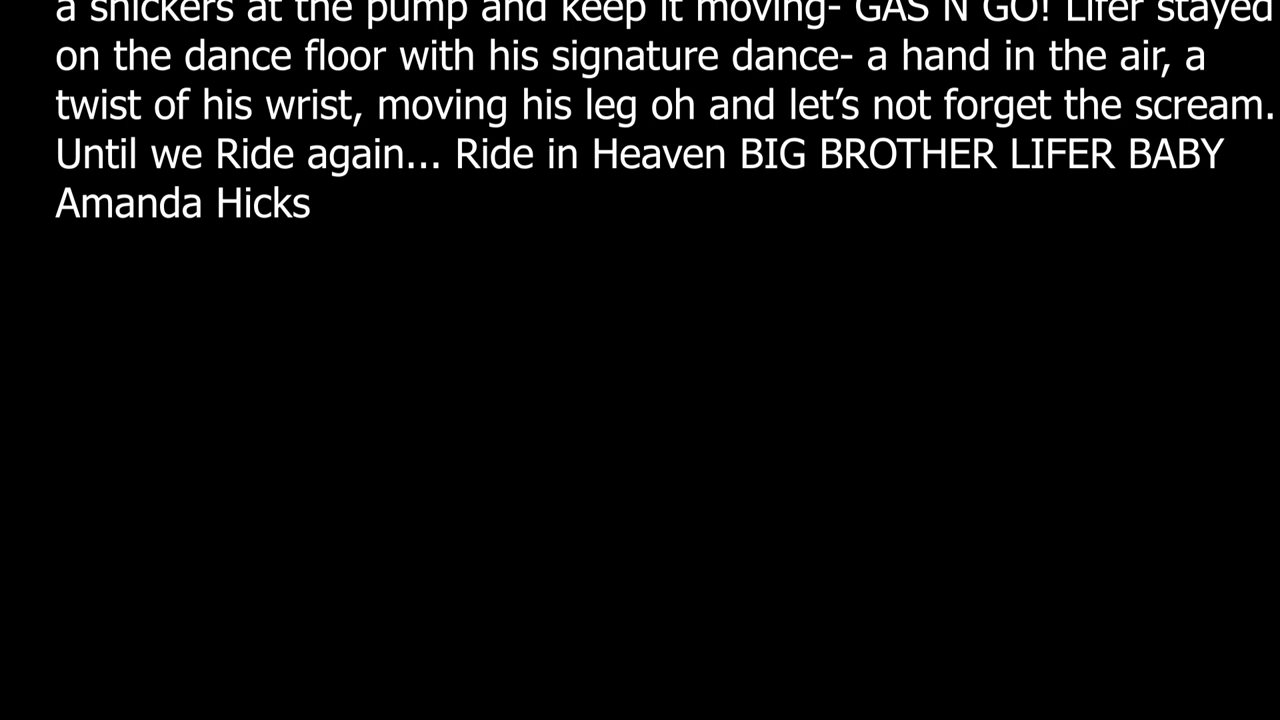 a snickers at the pump and keep it moving- GAS N GO! Lifer stayed
on the dance floor with his signature dance- a hand in the air, a
twist of his wrist, moving his leg oh and let’s not forget the scream.
Until we Ride again... Ride in Heaven BIG BROTHER LIFER BABY
Amanda Hicks